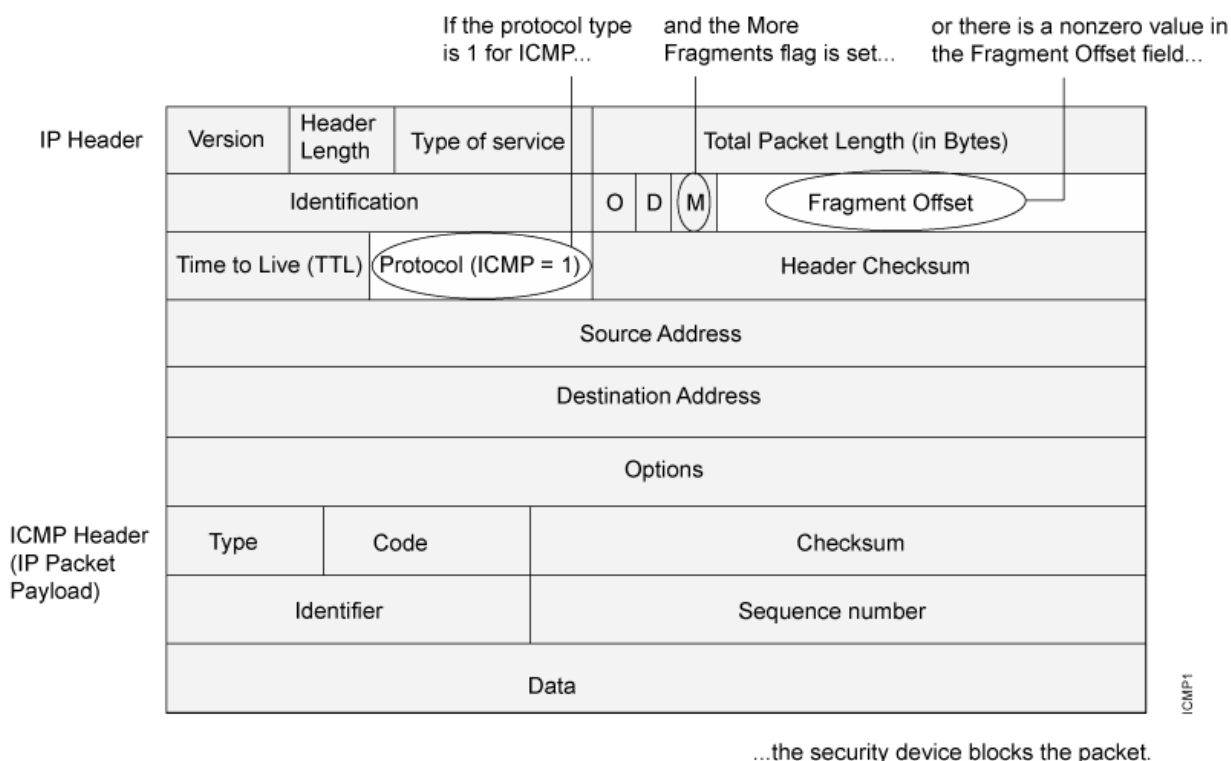 If the protocol type
is 1 for ICMP...
and the More
Fragments flag is set...
or there is a nonzero value in
the Fragment Offset field...
IP Header
Version
Header
Length
Type of service
Total Packet Length (in Bytes)
Identification
O
D
M
Fragment Offset
Time to Live (TTL)
Protocol (ICMP = 1)
Header Checksum
Source Address
Destination Address
Options
ICMP Header
(IP Packet
Payload)
Type
Code
Checksum
Identifier
Sequence number
Data
ICMP1
...the security device blocks the packet.